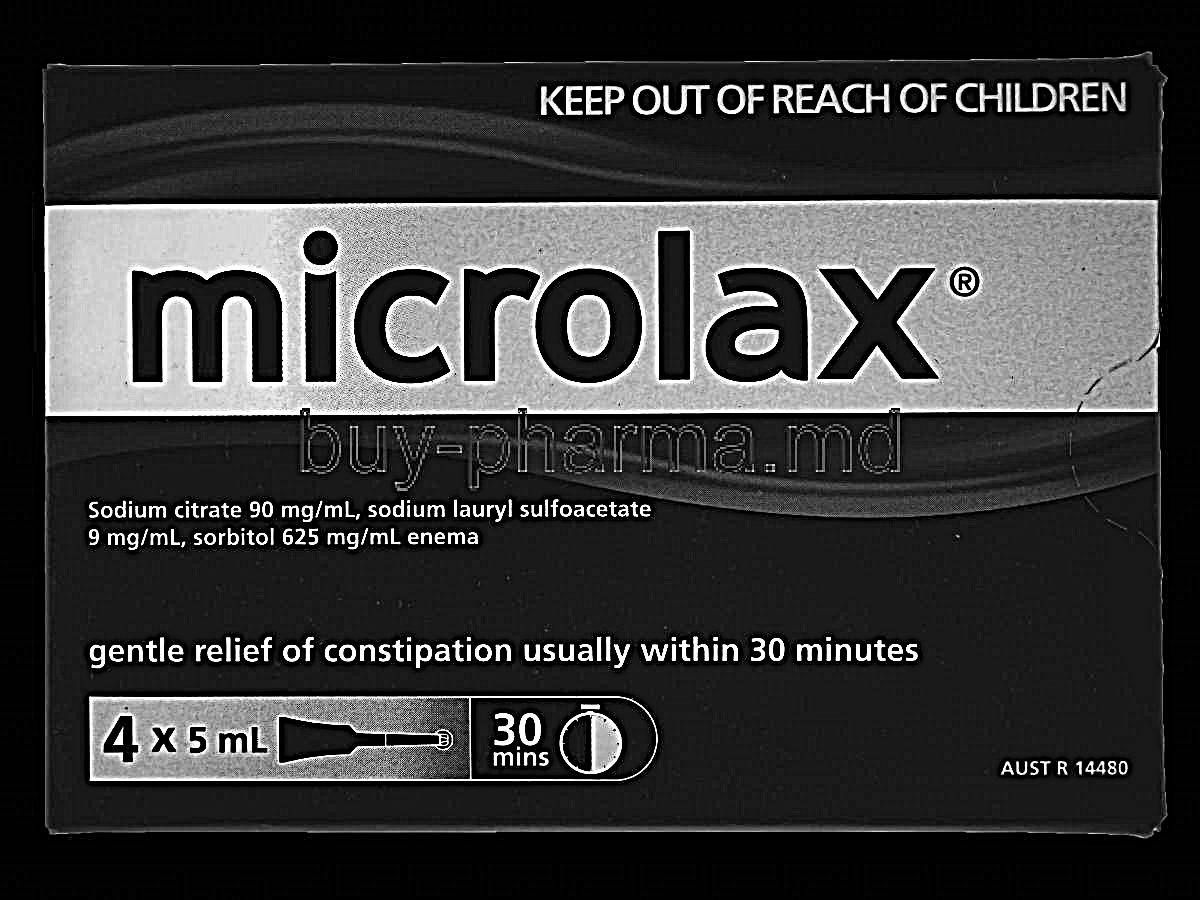 KEEP OUT OF REACH OF CHILDREN
microlax®
buy-pharma.md
Sodium citrate 90 mg/mL, sodium lauryl sulfoacetate
9 mg/mL, sorbitol 625 mg/mL enema
gentle relief of constipation usually within 30 minutes
4 x 5 mL
30
mins
AUST R 14480